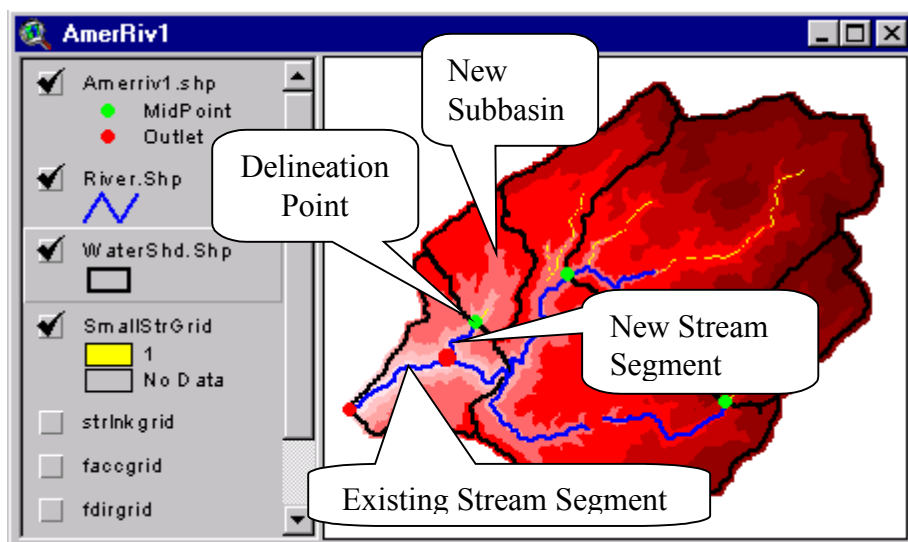 AmerRiv1
Amerriv1.shp
MidPoint
Outlet
River.Shp
WaterShd.Shp
SmallStrGrid
1
No Data
strlnkgrid
faccgrid
fdirgrid
New
Subbasin
Delineation
Point
New Stream
Segment
Existing Stream Segment